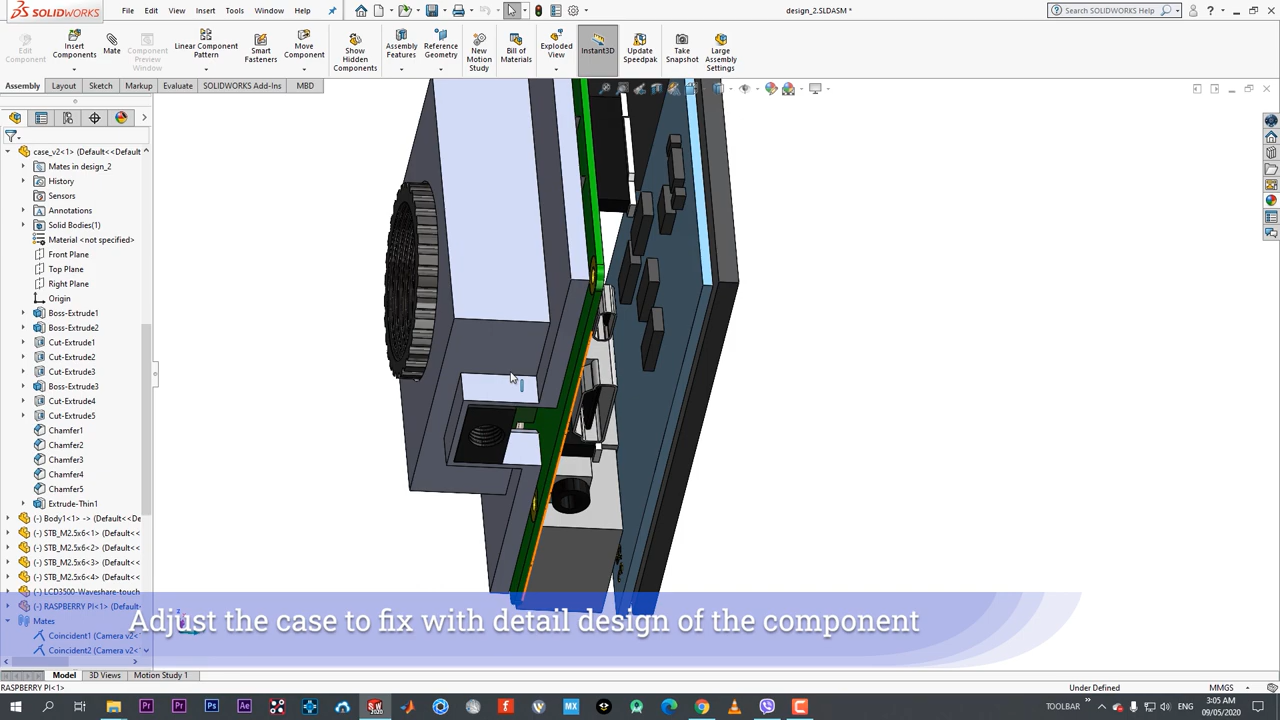 SOLIDWORKS
File
Edit
View
Insert
Tools
Window
Help
design_2.SLDASM *
Search SOLIDWORKS Help
Edit
Component
Insert
Components
Mate
Component
Preview
Window
Linear Component
Pattern
Smart
Fasteners
Move
Component
Show
Hidden
Components
Assembly
Features
Reference
Geometry
New
Motion
Study
Bill of
Materials
Exploded
View
Instant3D
Update
Speedpak
Take
Snapshot
Large
Assembly
Settings
Assembly
Layout
Sketch
Markup
Evaluate
SOLIDWORKS Add-Ins
MBD
case_v2<1> (Default<<Default
Mates in design_2
History
Sensors
Annotations
Solid Bodies(1)
Material <not specified>
Front Plane
Top Plane
Right Plane
Origin
Boss-Extrude1
Boss-Extrude2
Cut-Extrude1
Cut-Extrude2
Cut-Extrude3
Boss-Extrude3
Cut-Extrude4
Cut-Extrude5
Chamfer1
Chamfer2
Chamfer3
Chamfer4
Chamfer5
Extrude-Thin1
(-) Body1<1> -> (Default<<De
(-) STB_M2.5x6<1> (Default<<
(-) STB_M2.5x6<2> (Default<<
(-) STB_M2.5x6<3> (Default<<
(-) STB_M2.5x6<4> (Default<<
(-) LCD3500-Waveshare-touch
(-) RASPBERRY PI<1> (Default
Mates
Coincident1 (Camera v2<
Coincident2 (Camera v2<
Adjust the case to fix with detail design of the component
Model
3D Views
Motion Study 1
RASPBERRY PI<1>
Under Defined
MMGS
TOOLBAR
3:05 AM
09/05/2020